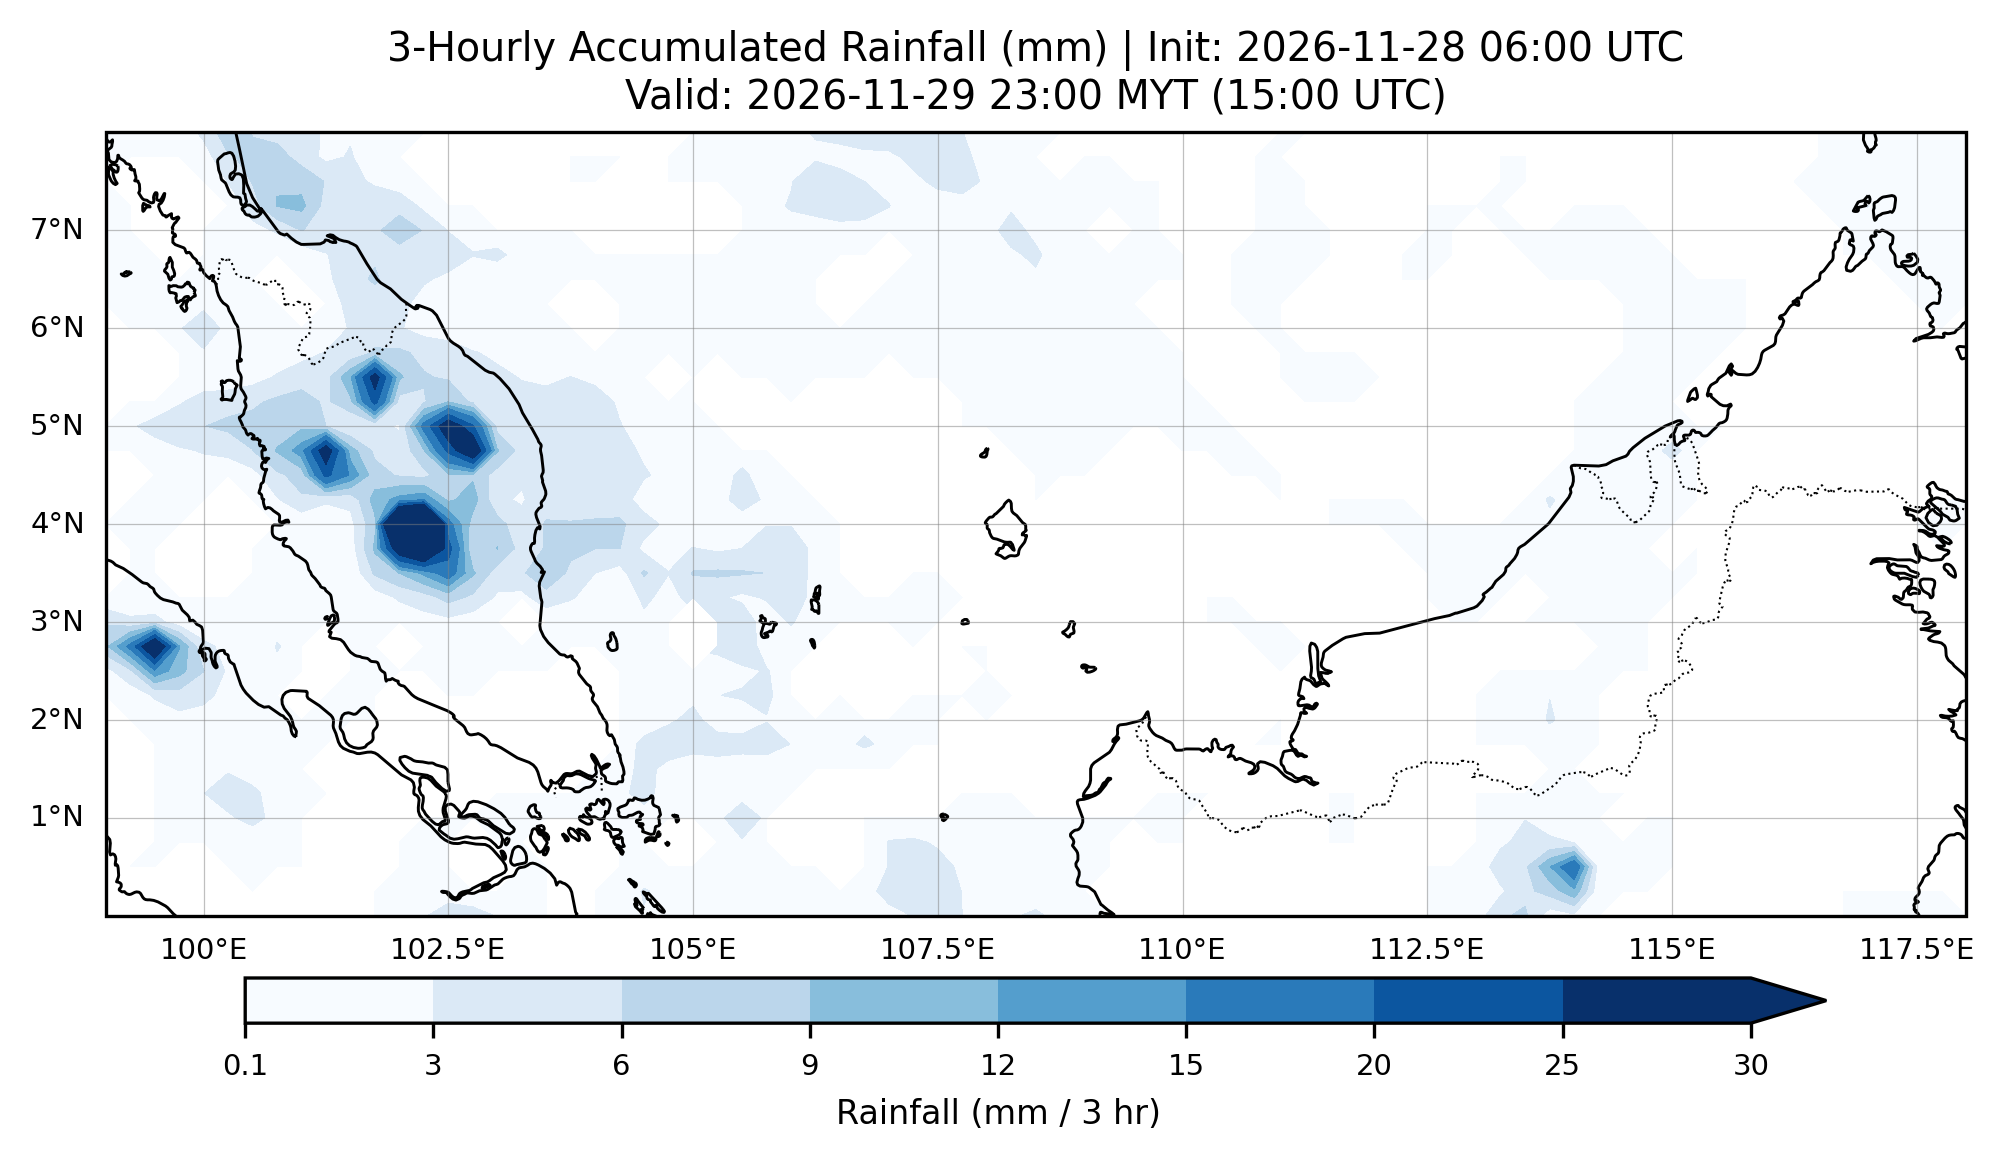 3-Hourly Accumulated Rainfall (mm) | Init: 2026-11-28 06:00 UTC
Valid: 2026-11-29 23:00 MYT (15:00 UTC)
7°N
6°N
5°N
4°N
3°N
2°N
1°N
100°E 102.5°E 105°E 107.5°E 110°E 112.5°E 115°E 117.5°E
0.1 3 6 9 12 15 20 25 30
Rainfall (mm / 3 hr)